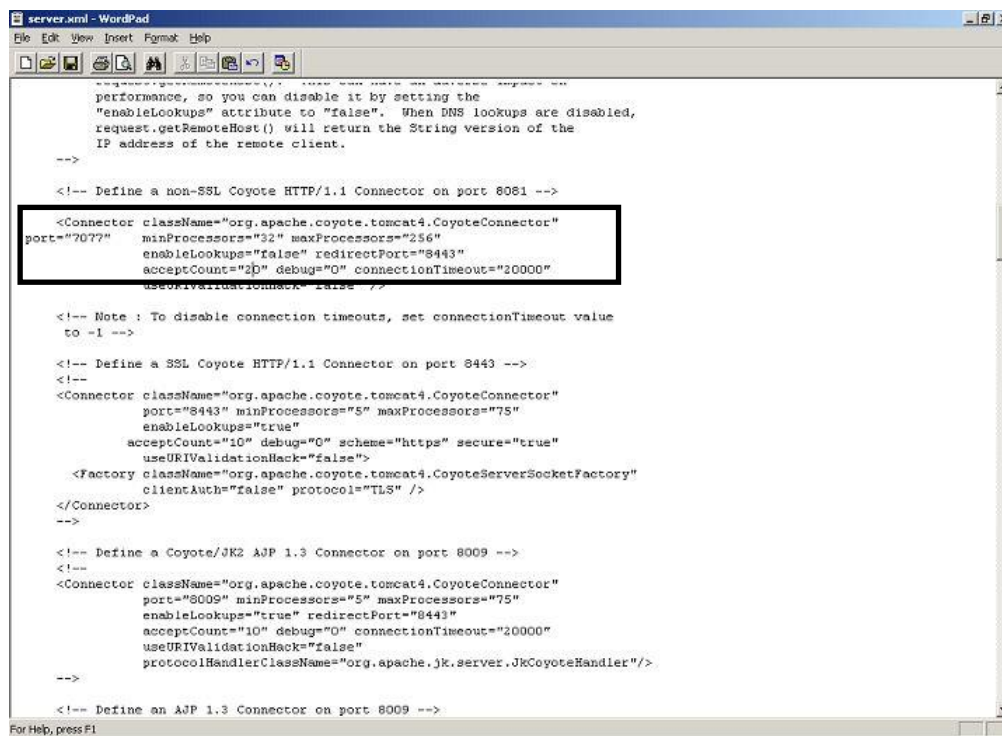 server.xml - WordPad
File Edit View Insert Format Help
performance, so you can disable it by setting the
"enableLookups" attribute to "false". When DNS lookups are disabled,
request.getRemoteHost() will return the String version of the
IP address of the remote client.
-->
<!-- Define a non-SSL Coyote HTTP/1.1 Connector on port 8081 -->
<Connector className="org.apache.coyote.tomcat4.CoyoteConnector"
port="7077" minProcessors="32" maxProcessors="256"
enableLookups="false" redirectPort="8443"
acceptCount="20" debug="0" connectionTimeout="20000"
useURIValidationHack="false" />
<!-- Note : To disable connection timeouts, set connectionTimeout value
to -1 -->
<!-- Define a SSL Coyote HTTP/1.1 Connector on port 8443 -->
<!--
<Connector className="org.apache.coyote.tomcat4.CoyoteConnector"
port="8443" minProcessors="5" maxProcessors="75"
enableLookups="true"
acceptCount="10" debug="0" scheme="https" secure="true"
useURIValidationHack="false">
<Factory className="org.apache.coyote.tomcat4.CoyoteServerSocketFactory"
clientAuth="false" protocol="TLS" />
</Connector>
-->
<!-- Define a Coyote/JK2 AJP 1.3 Connector on port 8009 -->
<!--
<Connector className="org.apache.coyote.tomcat4.CoyoteConnector"
port="8009" minProcessors="5" maxProcessors="75"
enableLookups="true" redirectPort="8443"
acceptCount="10" debug="0" connectionTimeout="20000"
useURIValidationHack="false"
protocolHandlerClassName="org.apache.jk.server.JkCoyoteHandler"/>
-->
<!-- Define an AJP 1.3 Connector on port 8009 -->
For Help, press F1